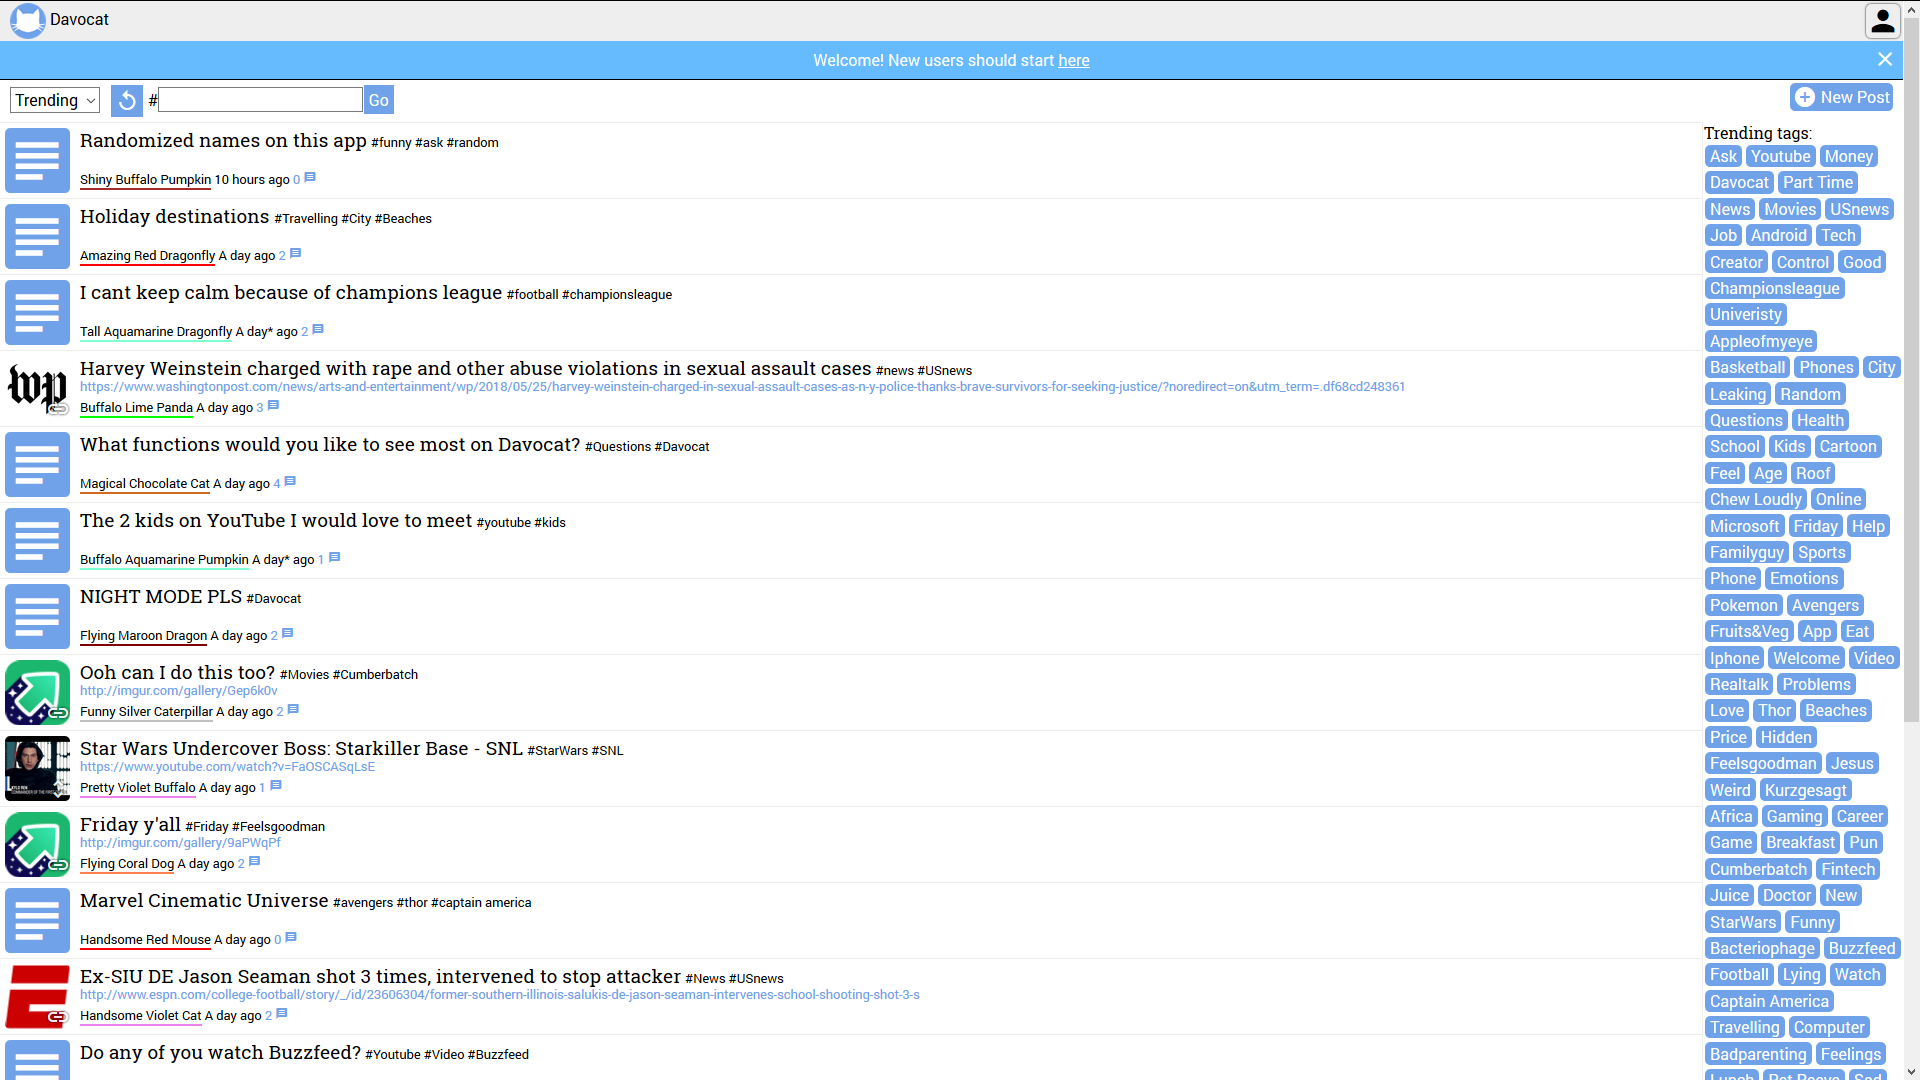 Davocat
Welcome! New users should start here
Trending # Go
New Post
Randomized names on this app #funny #ask #random
Shiny Buffalo Pumpkin 10 hours ago 0
Holiday destinations #Travelling #City #Beaches
Amazing Red Dragonfly A day ago 2
I cant keep calm because of champions league #football #championsleague
Tall Aquamarine Dragonfly A day* ago 2
wp
Harvey Weinstein charged with rape and other abuse violations in sexual assault cases #news #USnews
https://www.washingtonpost.com/news/arts-and-entertainment/wp/2018/05/25/harvey-weinstein-charged-in-sexual-assault-cases-as-n-y-police-thanks-brave-survivors-for-seeking-justice/?noredirect=on&utm_term=.df68cd248361
Buffalo Lime Panda A day ago 3
What functions would you like to see most on Davocat? #Questions #Davocat
Magical Chocolate Cat A day ago 4
The 2 kids on YouTube I would love to meet #youtube #kids
Buffalo Aquamarine Pumpkin A day* ago 1
NIGHT MODE PLS #Davocat
Flying Maroon Dragon A day ago 2
Ooh can I do this too? #Movies #Cumberbatch
http://imgur.com/gallery/Gep6k0v
Funny Silver Caterpillar A day ago 2
Star Wars Undercover Boss: Starkiller Base - SNL #StarWars #SNL
https://www.youtube.com/watch?v=FaOSCASqLsE
Pretty Violet Buffalo A day ago 1
Friday y'all #Friday #Feelsgoodman
http://imgur.com/gallery/9aPWqPf
Flying Coral Dog A day ago 2
Marvel Cinematic Universe #avengers #thor #captain america
Handsome Red Mouse A day ago 0
Ex-SIU DE Jason Seaman shot 3 times, intervened to stop attacker #News #USnews
http://www.espn.com/college-football/story/_/id/23606304/former-southern-illinois-salukis-de-jason-seaman-intervenes-school-shooting-shot-3-s
Handsome Violet Cat A day ago 2
Do any of you watch Buzzfeed? #Youtube #Video #Buzzfeed
Trending tags:
Ask Youtube Money
Davocat Part Time
News Movies USnews
Job Android Tech
Creator Control Good
Championsleague
Univeristy
Appleofmyeye
Basketball Phones City
Leaking Random
Questions Health
School Kids Cartoon
Feel Age Roof
Chew Loudly Online
Microsoft Friday Help
Familyguy Sports
Phone Emotions
Pokemon Avengers
Fruits&Veg App Eat
Iphone Welcome Video
Realtalk Problems
Love Thor Beaches
Price Hidden
Feelsgoodman Jesus
Weird Kurzgesagt
Africa Gaming Career
Game Breakfast Pun
Cumberbatch Fintech
Juice Doctor New
StarWars Funny
Bacteriophage Buzzfeed
Football Lying Watch
Captain America
Travelling Computer
Badparenting Feelings
Lunch Pet Peeve Sad